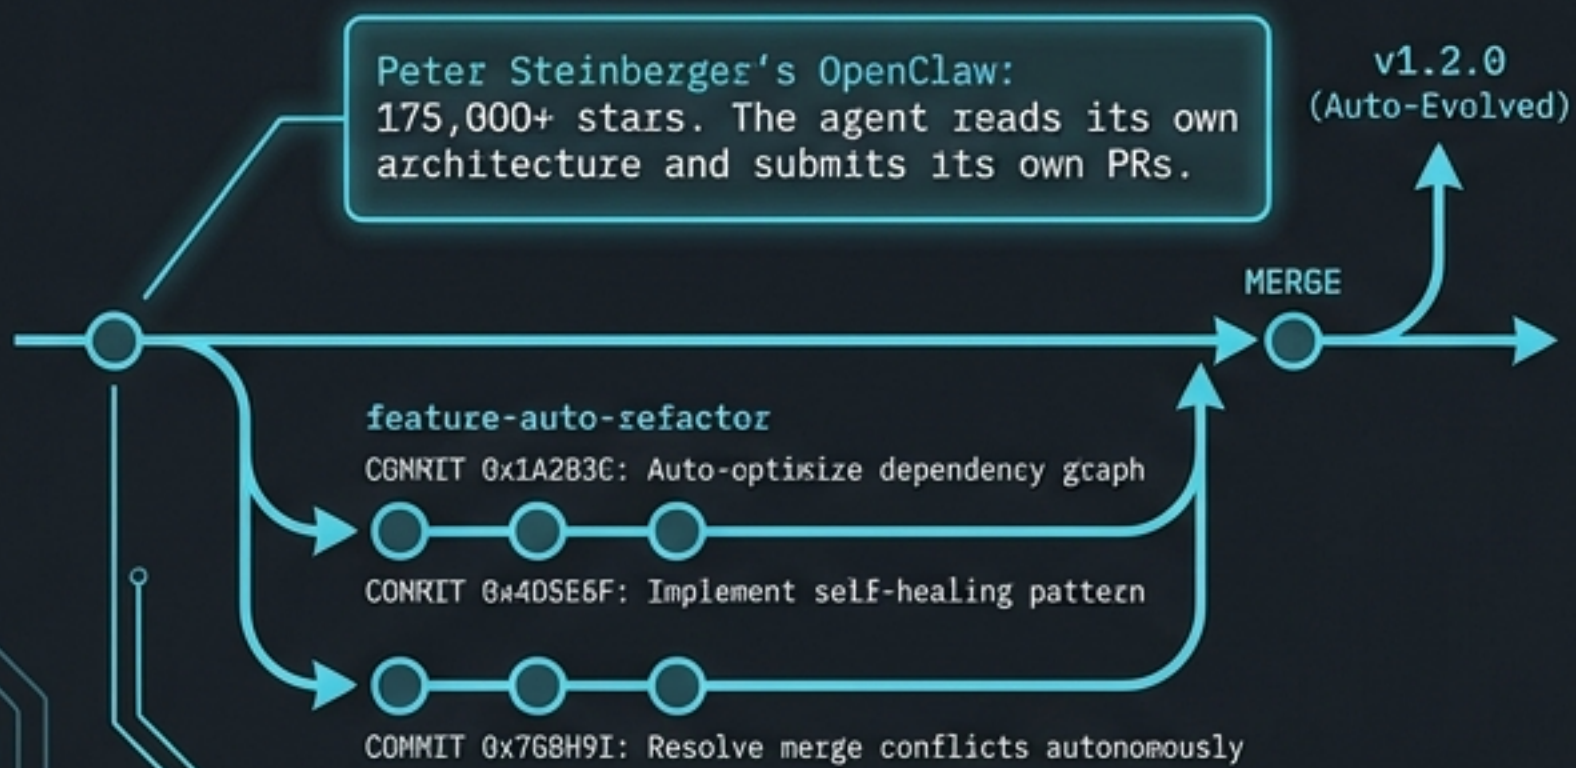 Peter Steinberger‘s OpenClaw:
175,000+ stars. The agent reads its own
architecture and submits its own PRs.
v1.2.0
(Auto-Evolved)
MERGE
feature-auto-refactor
COMMIT 0x1A2B3C: Auto-optimize dependency graph
Implement self-healing pattern
COMMIT 0x7G8H9I: Resolve merge conflicts autonomously